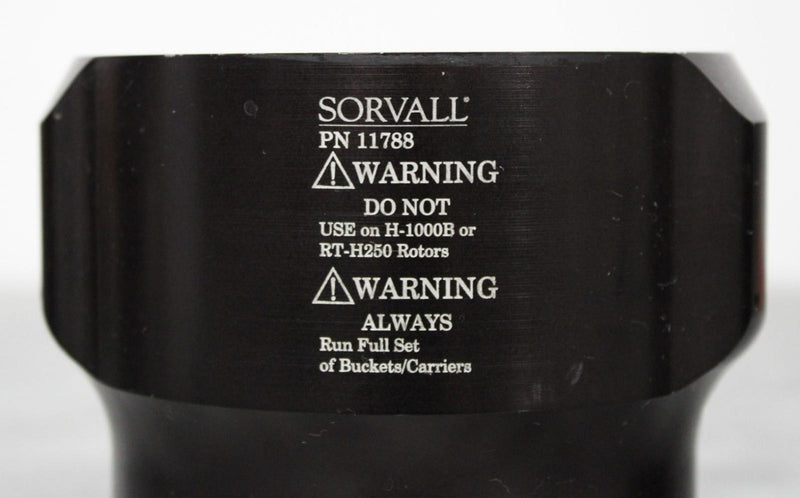 SORVALL®
PN 11788
⚠WARNING
DO NOT
USE on H-1000B or
RT-H250 Rotors
⚠WARNING
ALWAYS
Run Full Set
of Buckets/Carriers